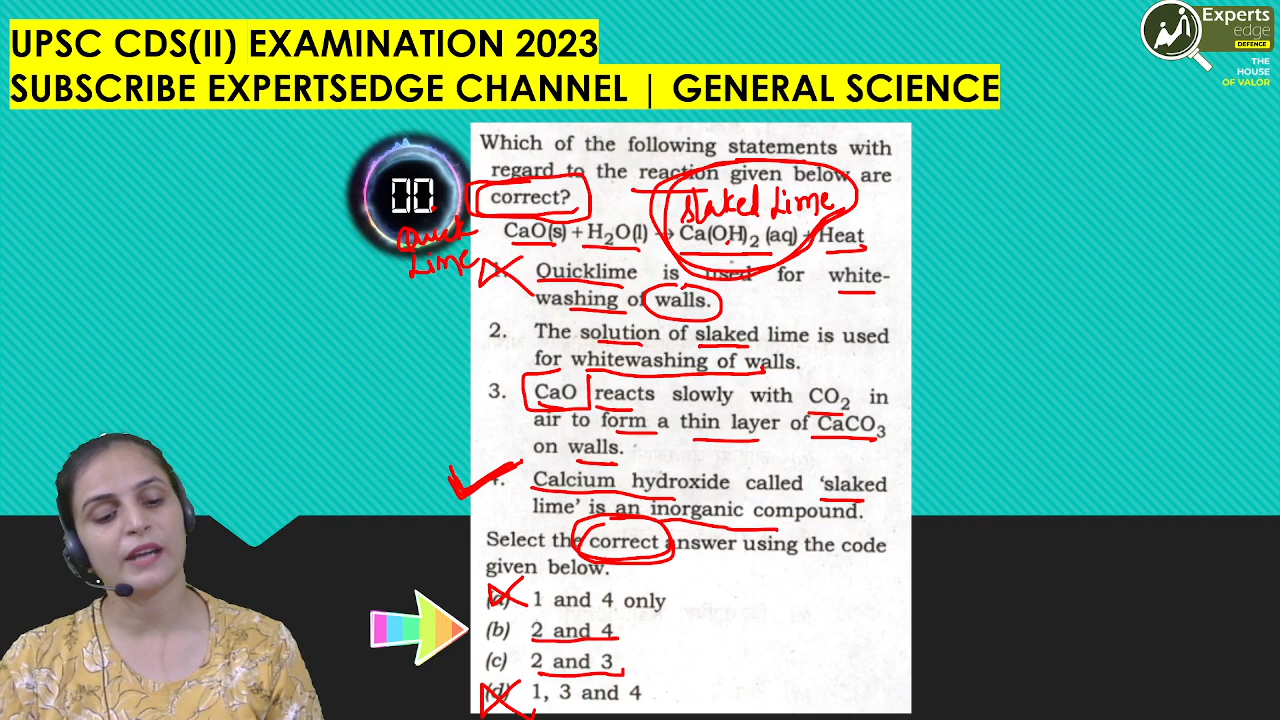 UPSC CDS(II) EXAMINATION 2023
SUBSCRIBE EXPERTSEDGE CHANNEL | GENERAL SCIENCE
Experts
edge
DEFENCE
THE
HOUSE
OF VALOR
00
Which of the following statements with
regard to the reaction given below are
correct?
Slaked Lime
CaO(s) + H₂O(l) → Ca(OH)₂ (aq) + Heat
Quick
Lime
1. Quicklime is used for white-
washing of walls.
2. The solution of slaked lime is used
for whitewashing of walls.
3. CaO reacts slowly with CO₂ in
air to form a thin layer of CaCO₃
on walls.
4. Calcium hydroxide called ‘slaked
lime’ is an inorganic compound.
Select the correct answer using the code
given below.
(a) 1 and 4 only
(b) 2 and 4
(c) 2 and 3
(d) 1, 3 and 4